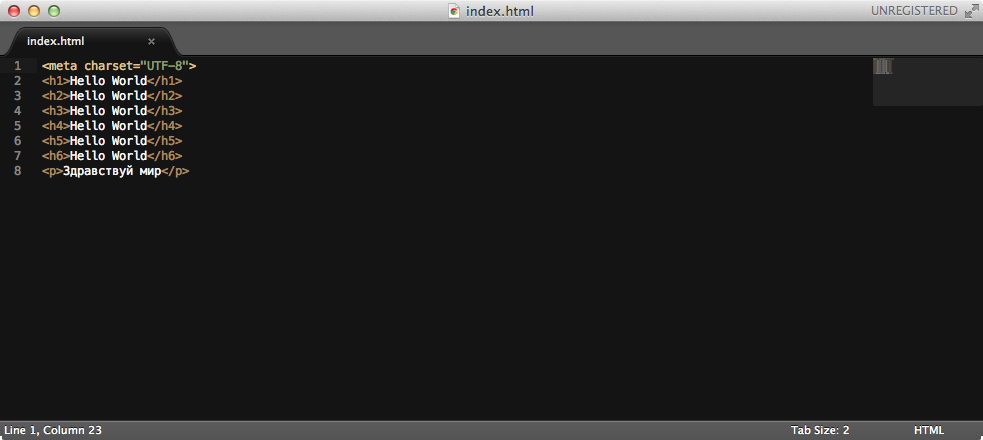 index.html
UNREGISTERED
index.html ×
1 <meta charset="UTF-8">
2 <h1>Hello World</h1>
3 <h2>Hello World</h2>
4 <h3>Hello World</h3>
5 <h4>Hello World</h4>
6 <h5>Hello World</h5>
7 <h6>Hello World</h6>
8 <p>Здравствуй мир</p>
Line 1, Column 23
Tab Size: 2
HTML